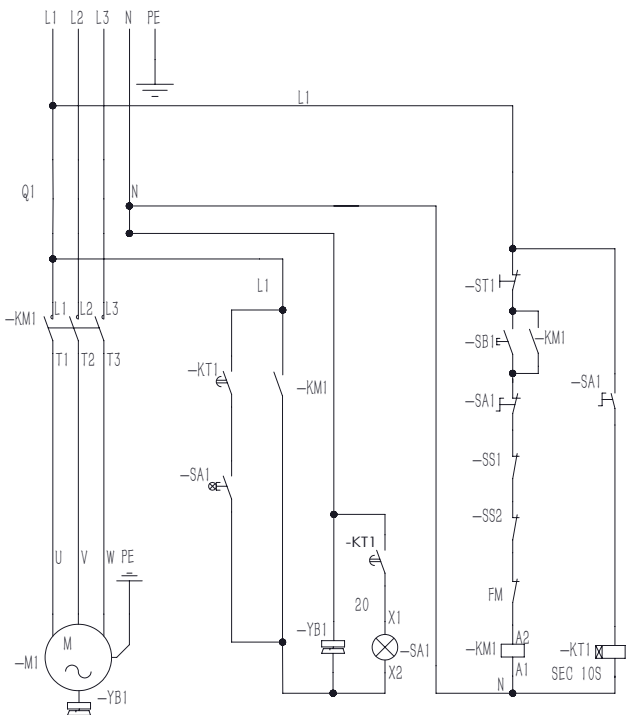 L1 L2 L3 N PE
L1
Q1
N
L1
-KM1
L1 L2 L3
T1 T2 T3
-KT1
-KM1
-SA1
-ST1
-SB1
-KM1
-SA1
-SA1
-SS1
-SS2
-KT1
U V W PE
20
X1
FM
-YB1
-SA1
X2
M
-M1
-YB1
-KM1
A2
A1
-KT1
SEC 10S
N